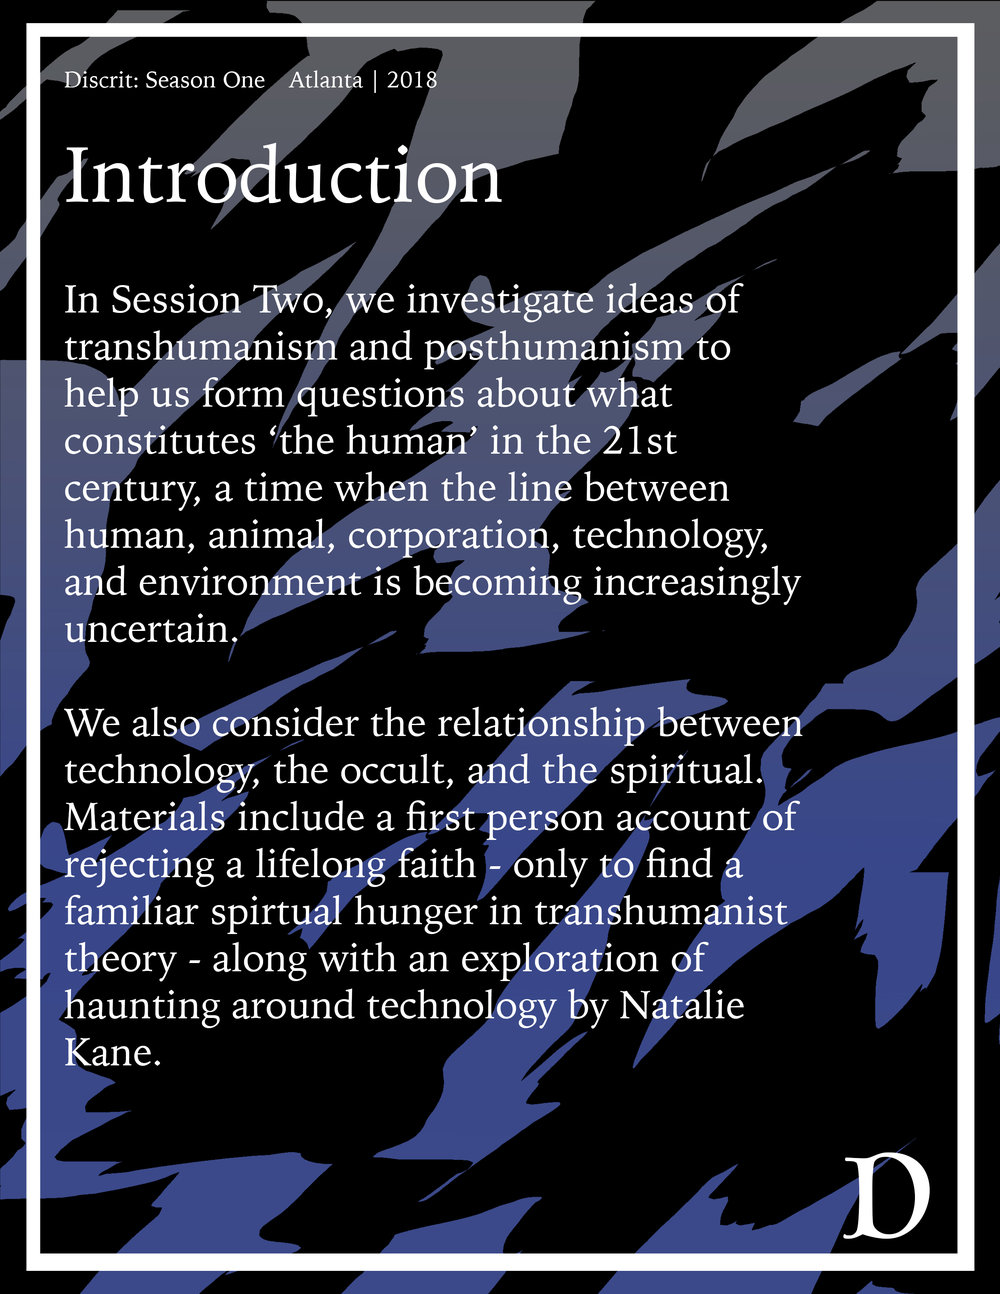 Discrit: Season One Atlanta | 2018
Introduction
In Session Two, we investigate ideas of
transhumanism and posthumanism to
help us form questions about what
constitutes ‘the human’ in the 21st
century, a time when the line between
human, animal, corporation, technology,
and environment is becoming increasingly
uncertain.
We also consider the relationship between
technology, the occult, and the spiritual.
Materials include a first person account of
rejecting a lifelong faith - only to find a
familiar spirtual hunger in transhumanist
theory - along with an exploration of
haunting around technology by Natalie
Kane.
D